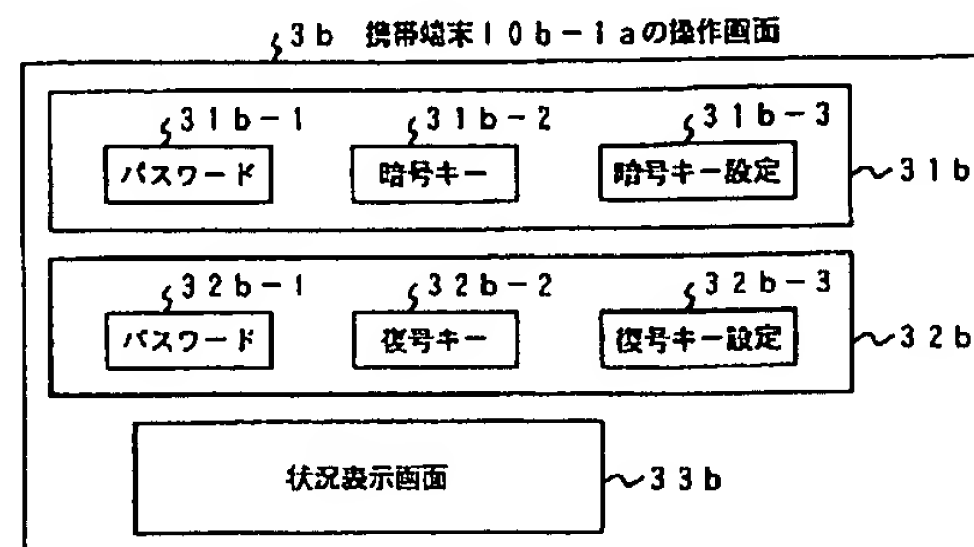 3b 携帯端末10b-1aの操作画面
31b-1 31b-2 31b-3
パスワード 暗号キー 暗号キー設定 31b
32b-1 32b-2 32b-3
パスワード 復号キー 復号キー設定 32b
状況表示画面 33b